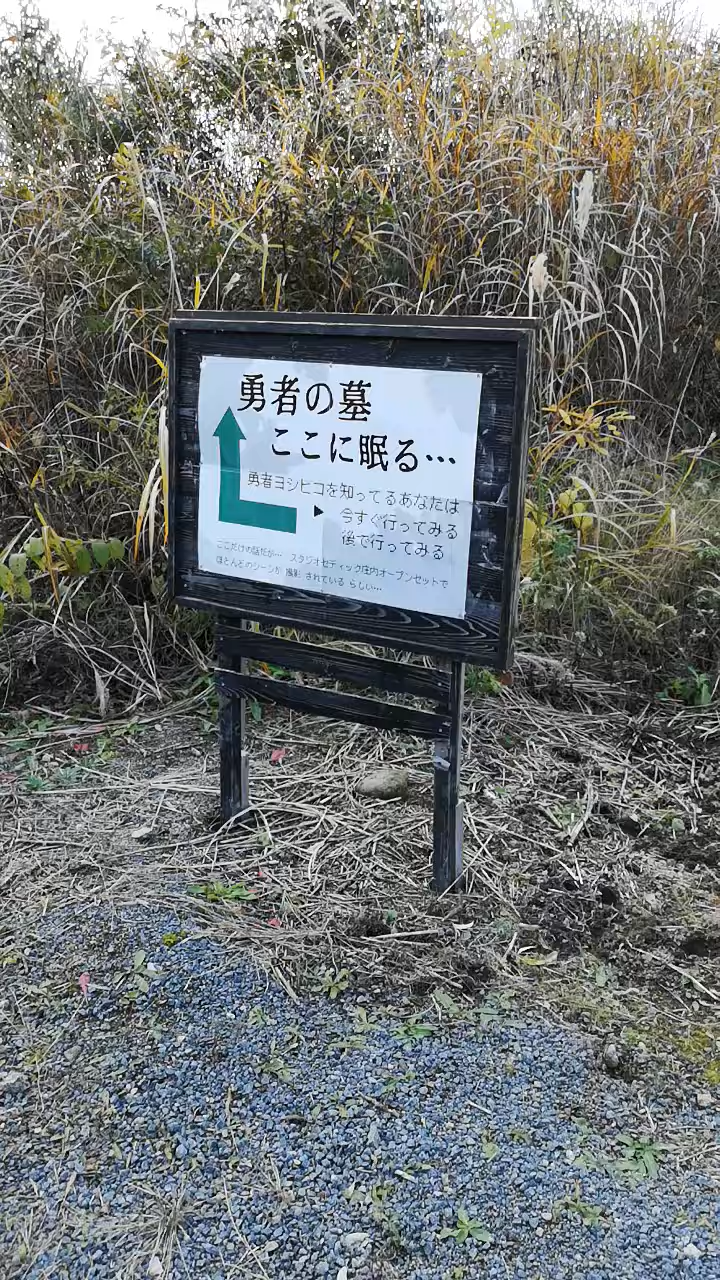 勇者の墓
ここに眠る…
勇者ヨシヒコを知ってるあなたは
▶ 今すぐ行ってみる
後で行ってみる
ここだけの話だが… スタジオセディック庄内オープンセットで
ほとんどのシーンが 撮影 されている らしい…